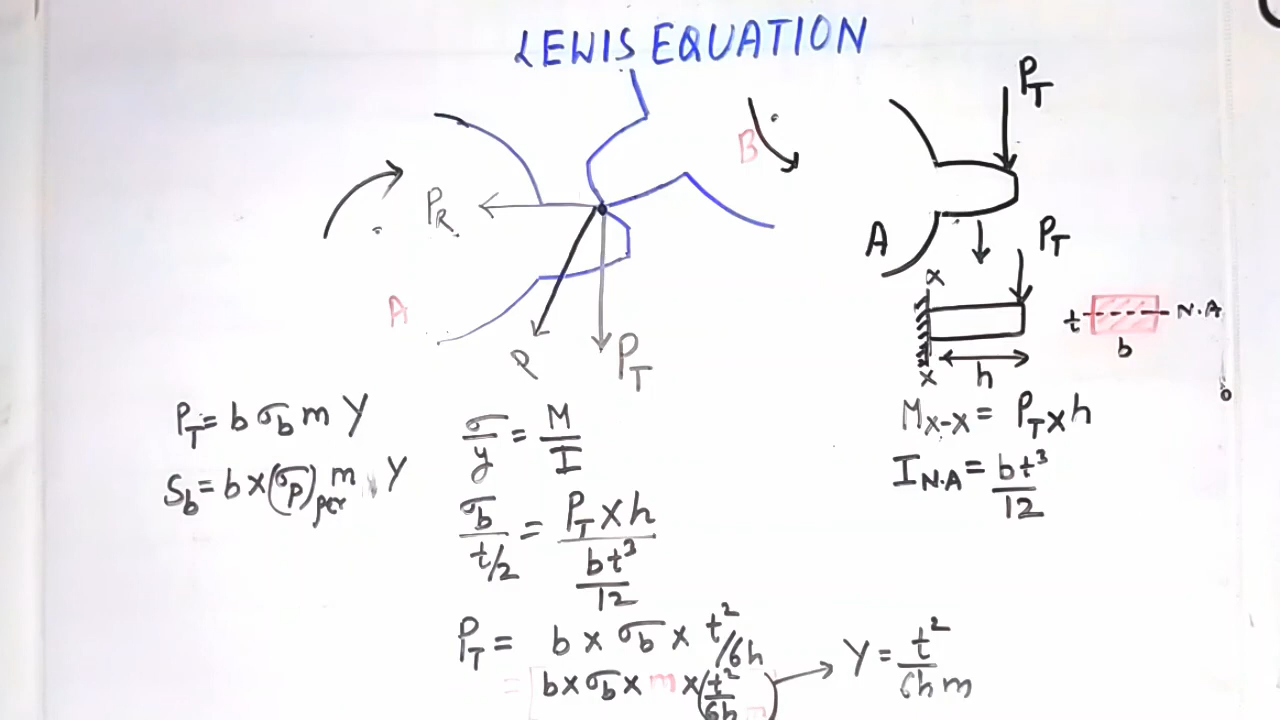 LEWIS EQUATION
P_T
B
P_R
A
P_T
A
P_T
x
t
N.A
b
x
h
P_T = b σ_b m Y
S_b = b × (σ_p)_per m Y
σ/y = M/I
σ_b/(t/2) = (P_T × h)/(bt³/12)
P_T = b × σ_b × t²/6h
= b × σ_b × m × (t²/6h m)
Y = t²/6hm
M_x-x = P_T × h
I_N.A = bt³/12